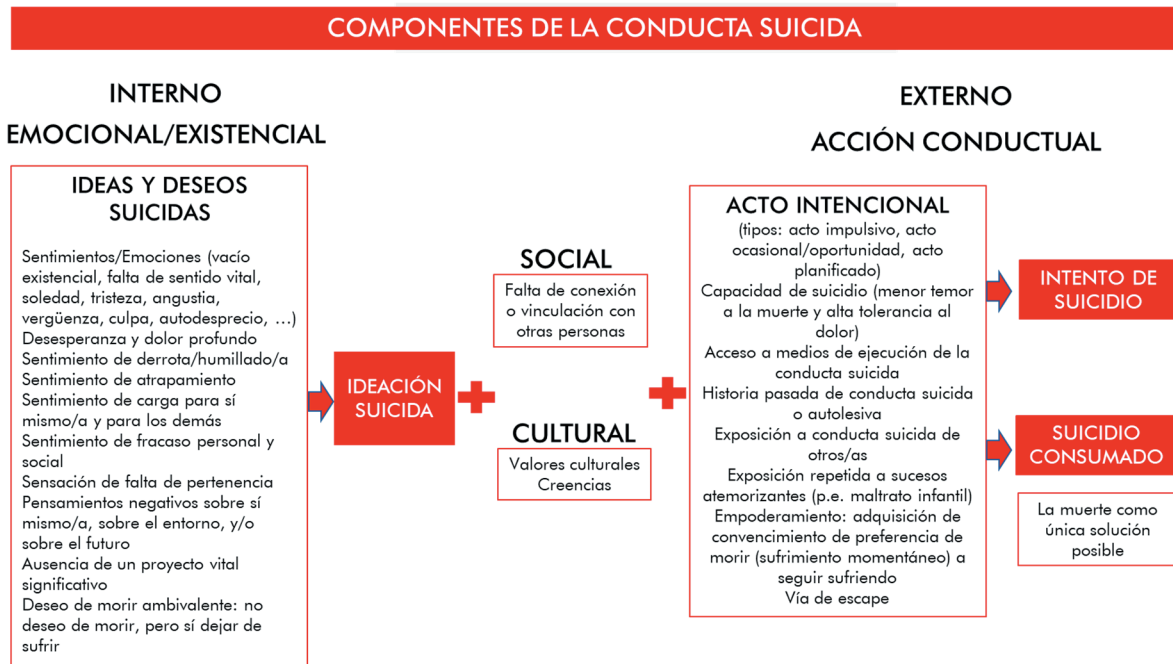 COMPONENTES DE LA CONDUCTA SUICIDA
INTERNO
EMOCIONAL/EXISTENCIAL
IDEAS Y DESEOS
SUICIDAS
Sentimientos/Emociones (vacío
existencial, falta de sentido vital,
soledad, tristeza, angustia,
vergüenza, culpa, autodesprecio, ...)
Desesperanza y dolor profundo
Sentimiento de derrota/humillado/a
Sentimiento de atrapamiento
Sentimiento de carga para sí
mismo/a y para los demás
Sentimiento de fracaso personal y
social
Sensación de falta de pertenencia
Pensamientos negativos sobre sí
mismo/a, sobre el entorno, y/o
sobre el futuro
Ausencia de un proyecto vital
significativo
Deseo de morir ambivalente: no
deseo de morir, pero sí dejar de
sufrir
IDEACIÓN
SUICIDA
SOCIAL
Falta de conexión
o vinculación con
otras personas
CULTURAL
Valores culturales
Creencias
EXTERNO
ACCIÓN CONDUCTUAL
ACTO INTENCIONAL
(tipos: acto impulsivo, acto
ocasional/oportunidad, acto
planificado)
Capacidad de suicidio (menor temor
a la muerte y alta tolerancia al
dolor)
Acceso a medios de ejecución de la
conducta suicida
Historia pasada de conducta suicida
o autolesiva
Exposición a conducta suicida de
otros/as
Exposición repetida a sucesos
atemorizantes (p.e. maltrato infantil)
Empoderamiento: adquisición de
convencimiento de preferencia de
morir (sufrimiento momentáneo) a
seguir sufriendo
Vía de escape
INTENTO DE
SUICIDIO
SUICIDIO
CONSUMADO
La muerte como
única solución
posible